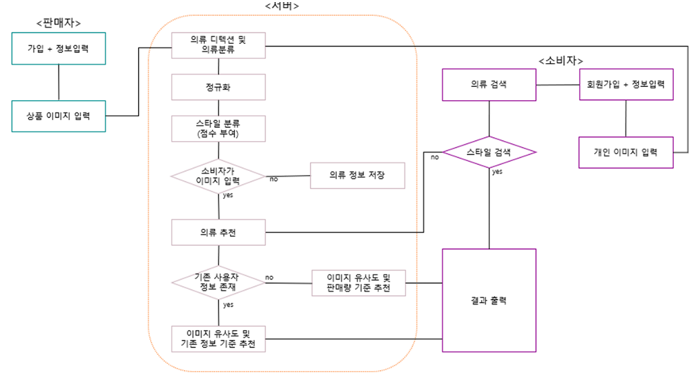 <서버>
<판매자>
가입 + 정보입력
상품 이미지 입력
의류 디텍션 및
의류분류
정규화
스타일 분류
(점수 부여)
소비자가
이미지 입력
no
yes
의류 정보 저장
의류 추천
기존 사용자
정보 존재
no
yes
이미지 유사도 및
판매량 기준 추천
이미지 유사도 및
기존 정보 기준 추천
<소비자>
의류 검색
회원가입 + 정보입력
스타일 검색
no
yes
개인 이미지 입력
결과 출력